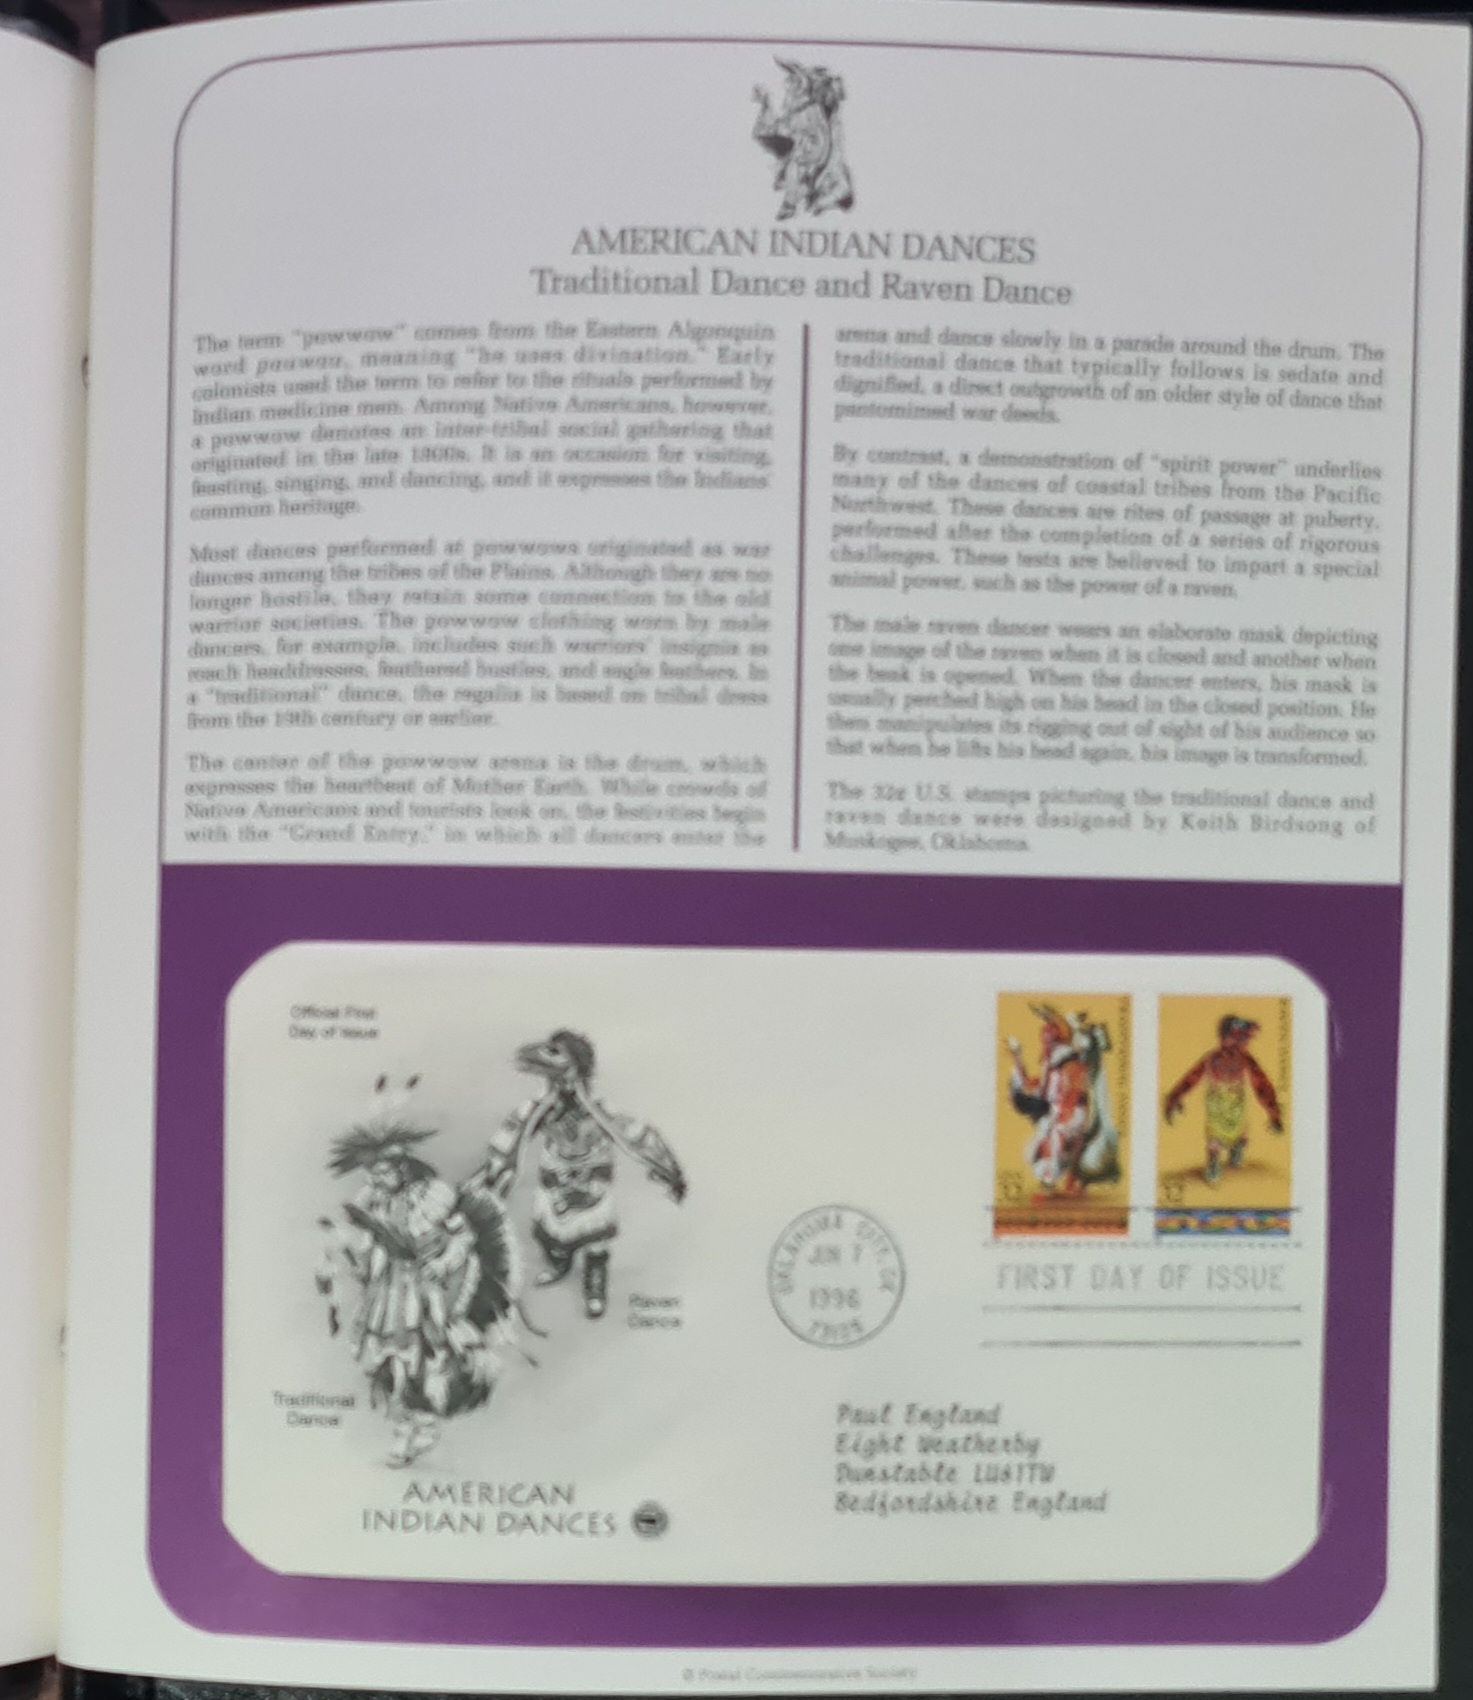 AMERICAN INDIAN DANCES
Traditional Dance and Raven Dance
The term "powwow" comes from the Eastern Algonquin
word pauwau, meaning "he uses divination." Early
colonists used the term to refer to the rituals performed by
Indian medicine men. Among Native Americans, however,
a powwow denotes an inter-tribal social gathering that
originated in the late 1800s. It is an occasion for visiting,
feasting, singing, and dancing, and it expresses the Indians'
common heritage.
Most dances performed at powwows originated as war
dances among the tribes of the Plains. Although they are no
longer hostile, they retain some connection to the old
warrior societies. The powwow clothing worn by male
dancers, for example, includes such warriors' insignia as
roach headdresses, feathered bustles, and eagle feathers. In
a "traditional" dance, the regalia is based on tribal dress
from the 19th century or earlier.
The center of the powwow arena is the drum, which
expresses the heartbeat of Mother Earth. While crowds of
Native Americans and tourists look on, the festivities begin
with the "Grand Entry," in which all dancers enter the
arena and dance slowly in a parade around the drum. The
traditional dance that typically follows is sedate and
dignified, a direct outgrowth of an older style of dance that
pantomimed war deeds.
By contrast, a demonstration of "spirit power" underlies
many of the dances of coastal tribes from the Pacific
Northwest. These dances are rites of passage at puberty,
performed after the completion of a series of rigorous
challenges. These tests are believed to impart a special
animal power, such as the power of a raven.
The male raven dancer wears an elaborate mask depicting
one image of the raven when it is closed and another when
the beak is opened. When the dancer enters, his mask is
usually perched high on his head in the closed position. He
then manipulates its rigging out of sight of his audience so
that when he lifts his head again, his image is transformed.
The 32¢ U.S. stamps picturing the traditional dance and
raven dance were designed by Keith Birdsong of
Muskogee, Oklahoma.
Official First
Day of Issue
Raven
Dance
Traditional
Dance
AMERICAN
INDIAN DANCES
32
32
OKLAHOMA CITY, OK
JUN 7
1996
FIRST DAY OF ISSUE
Paul England
Eight Weatherby
Dunstable
Bedfordshire England
© Postal Commemorative Society